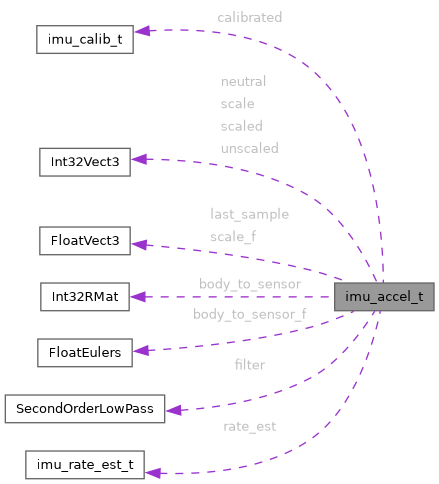 calibrated
imu_calib_t
neutral
scale
scaled
unscaled
Int32Vect3
last_sample
scale_f
FloatVect3
body_to_sensor
Int32RMat
imu_accel_t
body_to_sensor_f
FloatEulers
filter
SecondOrderLowPass
rate_est
imu_rate_est_t